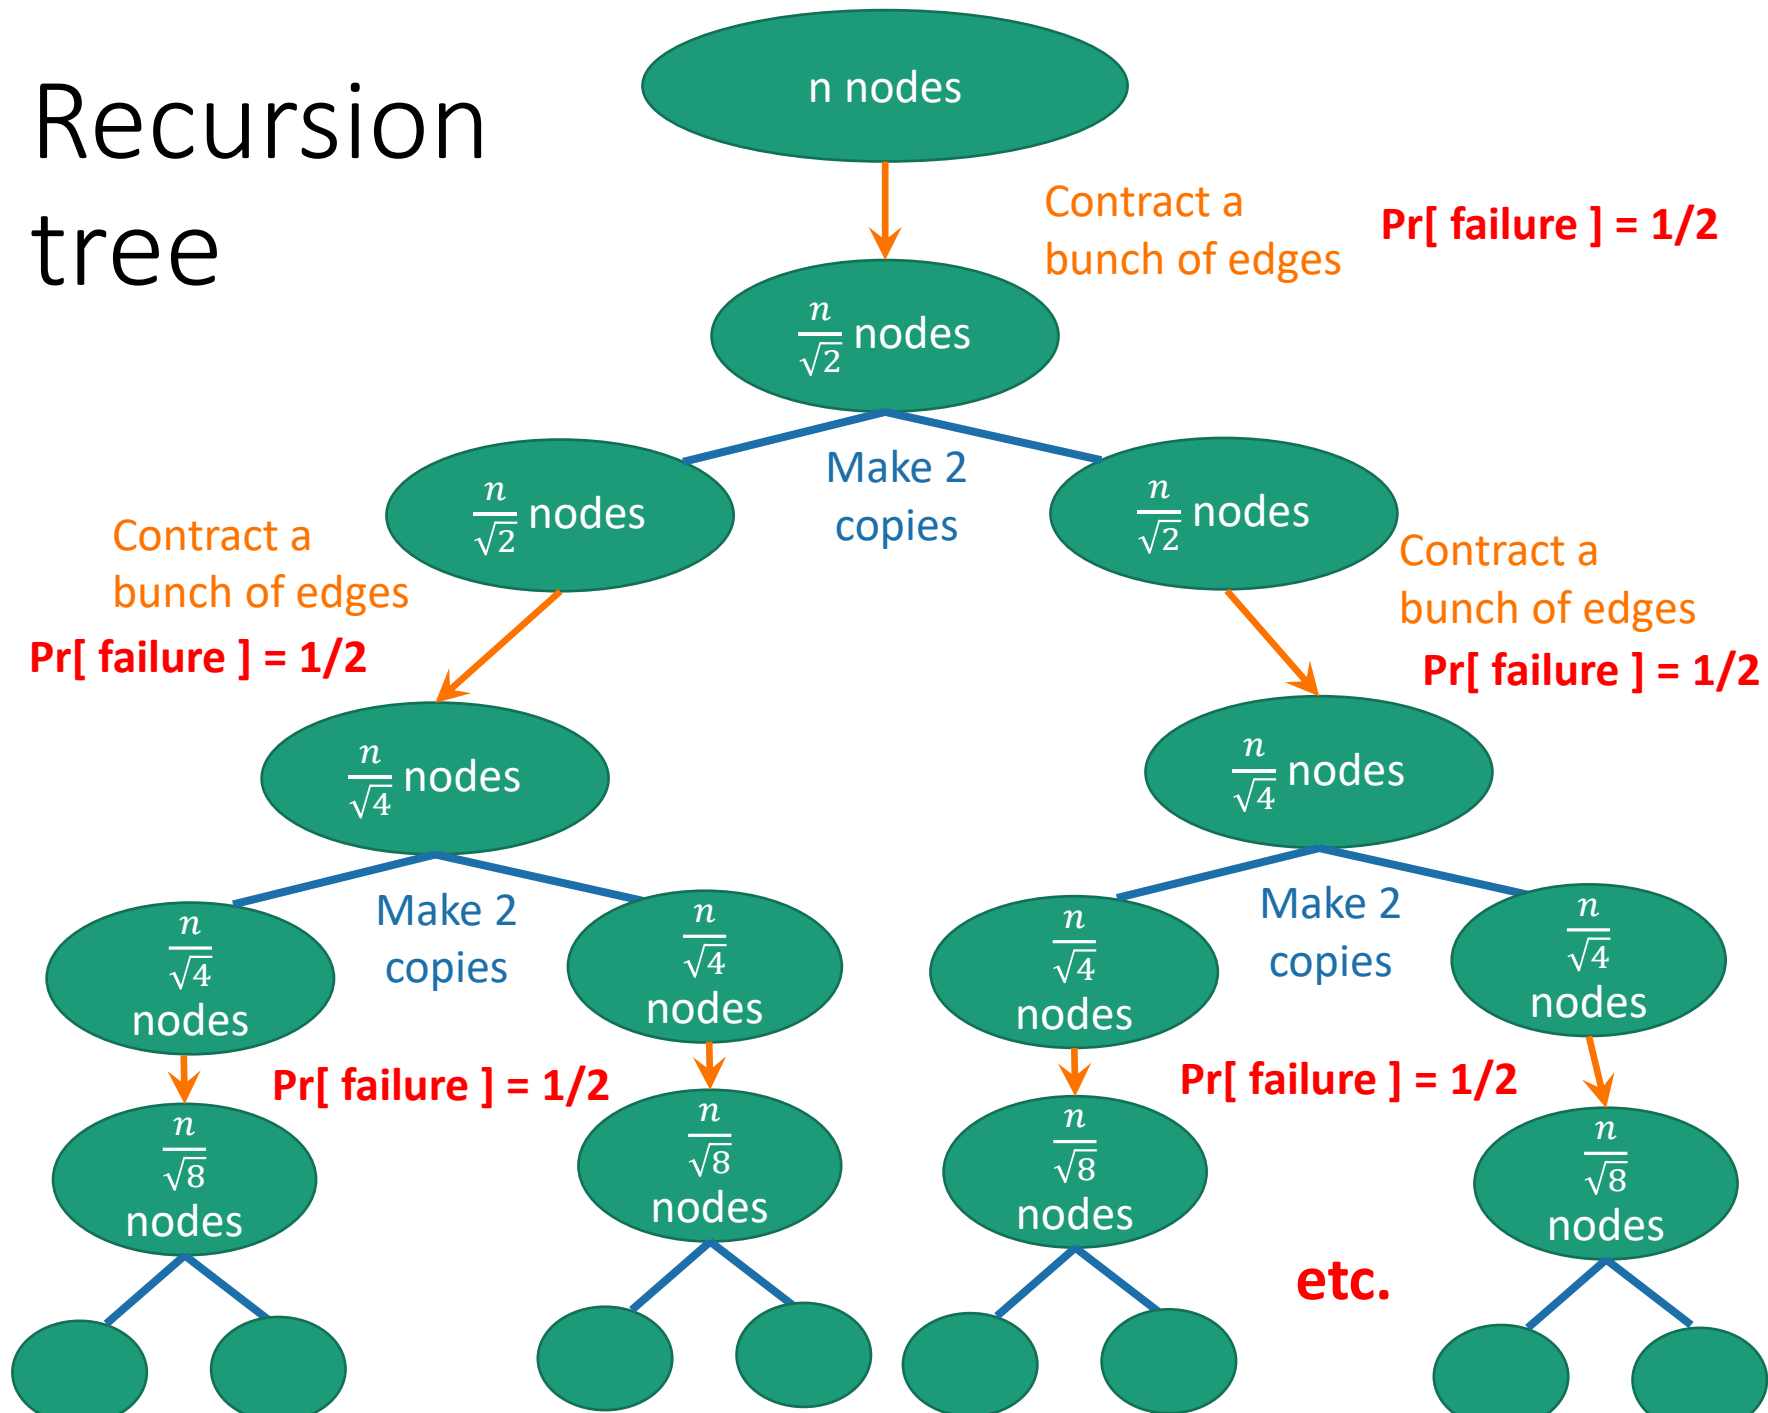 Recursion
tree
n nodes
Contract a
bunch of edges
Pr[ failure ] = 1/2
n/√2 nodes
Make 2
copies
n/√2 nodes
n/√2 nodes
Contract a
bunch of edges
Pr[ failure ] = 1/2
Contract a
bunch of edges
Pr[ failure ] = 1/2
n/√4 nodes
n/√4 nodes
Make 2
copies
Make 2
copies
n/√4
nodes
n/√4
nodes
n/√4
nodes
n/√4
nodes
Pr[ failure ] = 1/2
Pr[ failure ] = 1/2
n/√8
nodes
n/√8
nodes
n/√8
nodes
n/√8
nodes
etc.